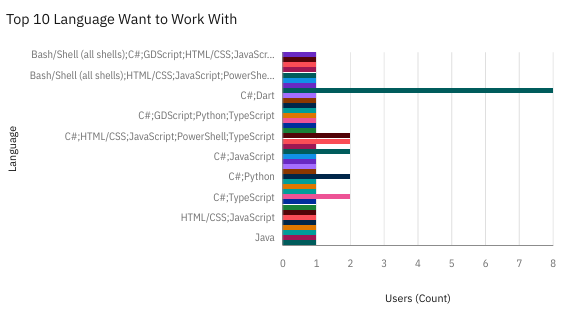 Top 10 Language Want to Work With
Language
Bash/Shell (all shells);C#;GDScript;HTML/CSS;JavaScr...
Bash/Shell (all shells);HTML/CSS;JavaScript;PowerShe...
C#;Dart
C#;GDScript;Python;TypeScript
C#;HTML/CSS;JavaScript;PowerShell;TypeScript
C#;JavaScript
C#;Python
C#;TypeScript
HTML/CSS;JavaScript
Java
0 1 2 3 4 5 6 7 8
Users (Count)